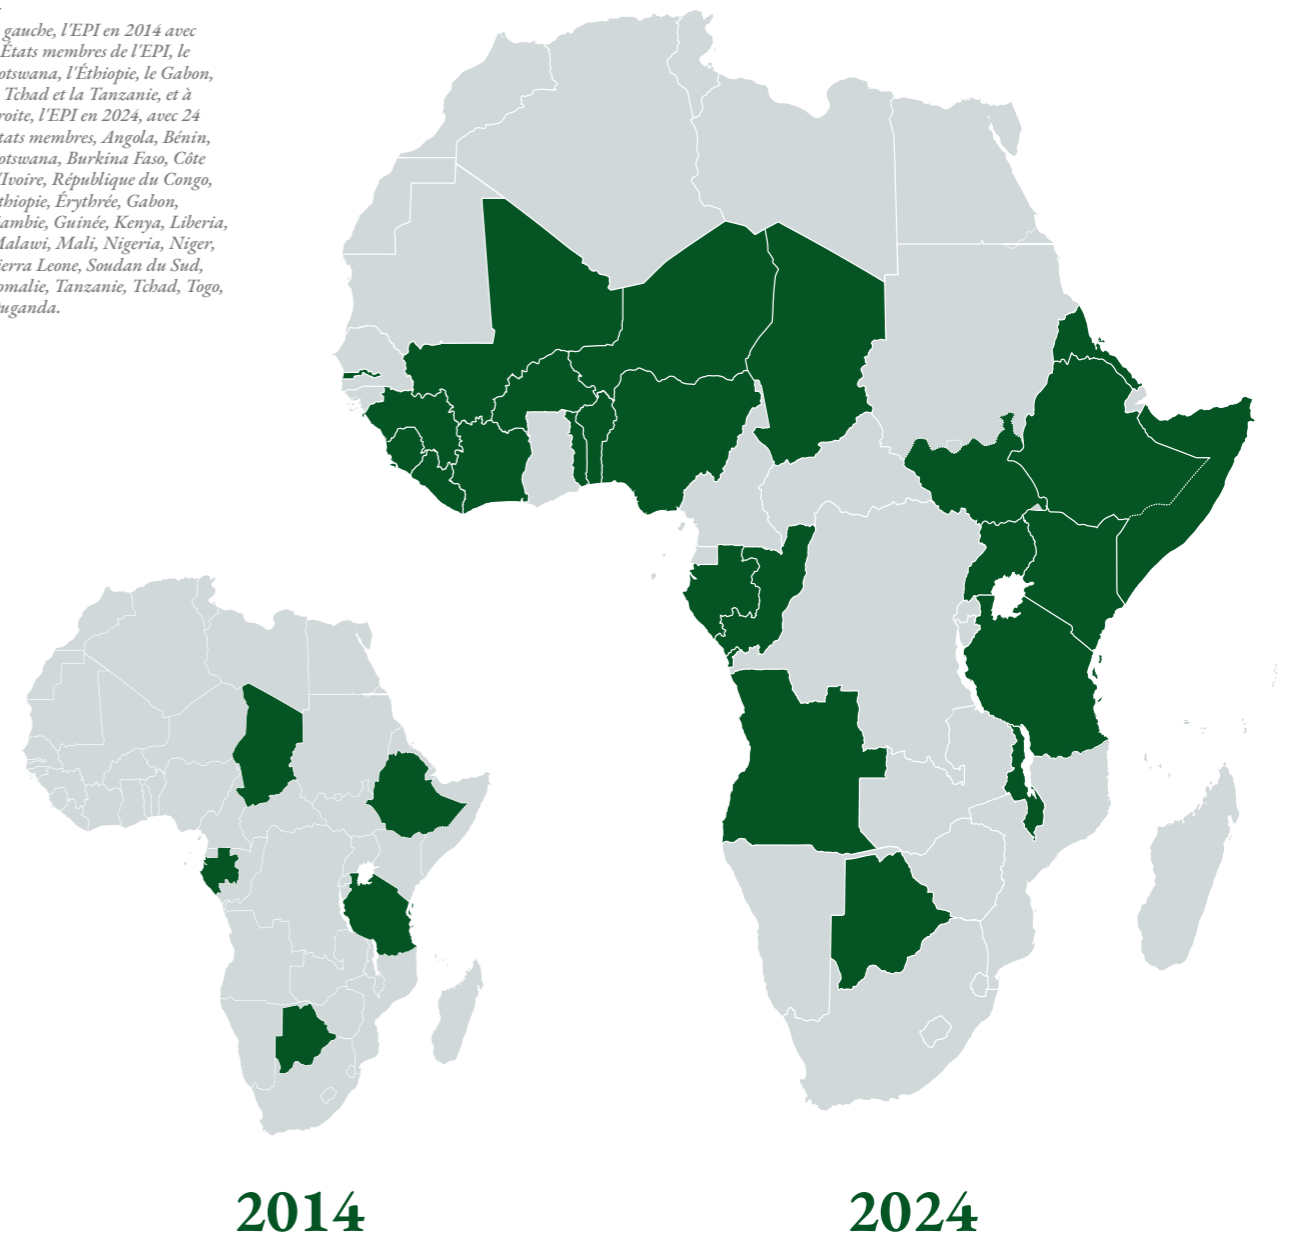 gauche, l'EPI en 2014 avec
États membres de l'EPI, le
otswana, l'Éthiopie, le Gabon,
Tchad et la Tanzanie, et à
roite, l'EPI en 2024, avec 24
tats membres, Angola, Bénin,
otswana, Burkina Faso, Côte
'Ivoire, République du Congo,
thiopie, Érythrée, Gabon,
ambie, Guinée, Kenya, Liberia,
Malawi, Mali, Nigeria, Niger,
ierra Leone, Soudan du Sud,
omalie, Tanzanie, Tchad, Togo,
uganda.
2014
2024